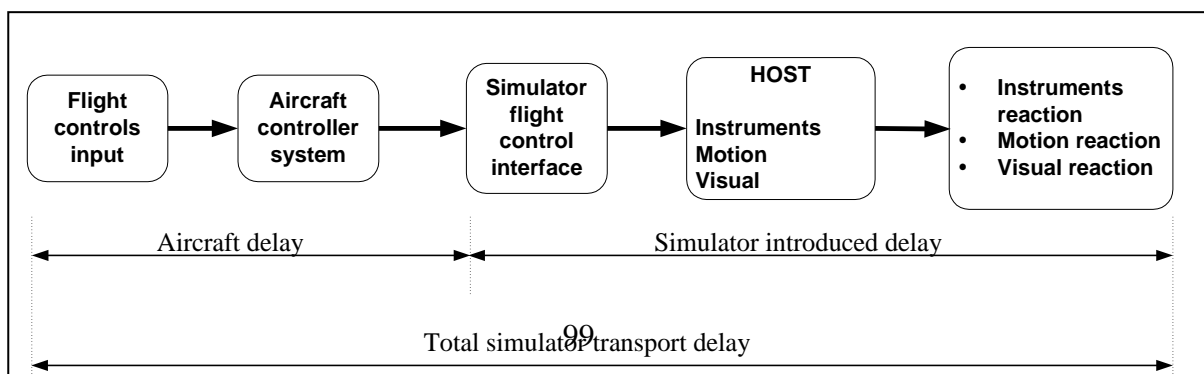 Flight
controls
input
Aircraft
controller
system
Simulator
flight
control
interface
HOST
Instruments
Motion
Visual
• Instruments
reaction
• Motion reaction
• Visual reaction
Aircraft delay
Simulator introduced delay
99
Total simulator transport delay